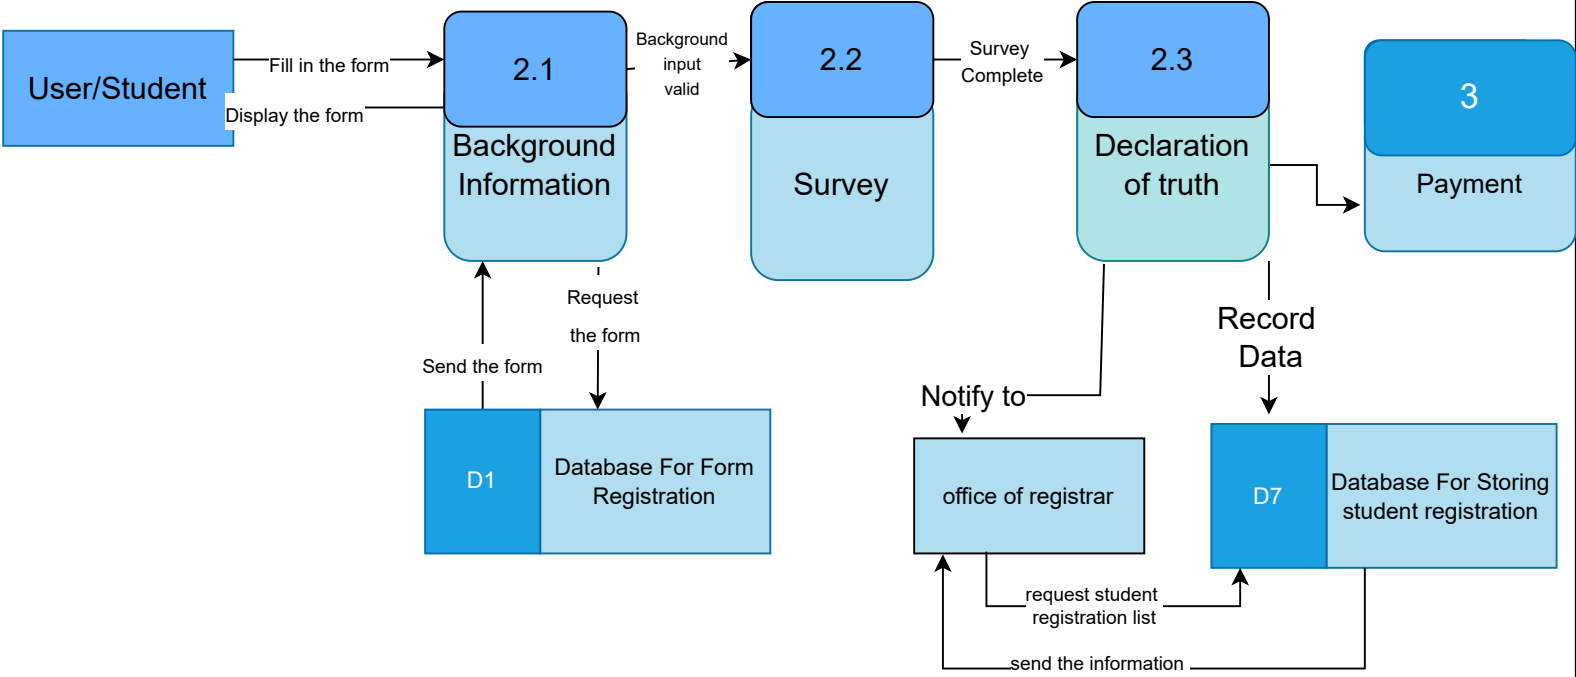 User/Student
Fill in the form
Display the form
2.1
Background
Information
Background
input
valid
2.2
Survey
Survey
Complete
2.3
Declaration
of truth
3
Payment
Send the form
Request
the form
D1
Database For Form
Registration
Notify to
office of registrar
Record
Data
D7
Database For Storing
student registration
request student
registration list
send the information